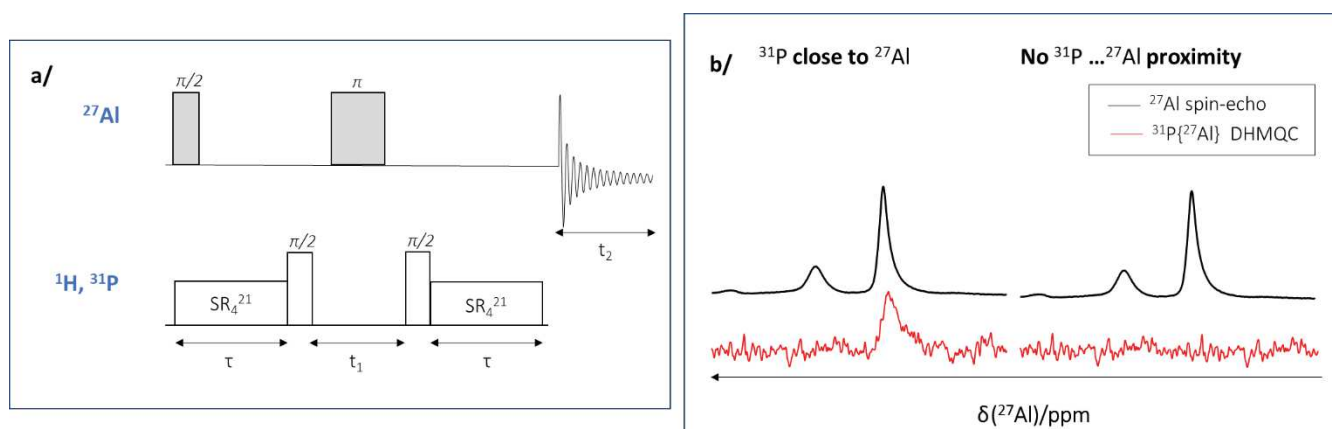 a/
π/2
π
²⁷Al
t₂
π/2
π/2
¹H, ³¹P
SR₄²¹
SR₄²¹
τ
t₁
τ
b/
³¹P close to ²⁷Al
No ³¹P ...²⁷Al proximity
²⁷Al spin-echo
³¹P{²⁷Al} DHMQC
δ(²⁷Al)/ppm